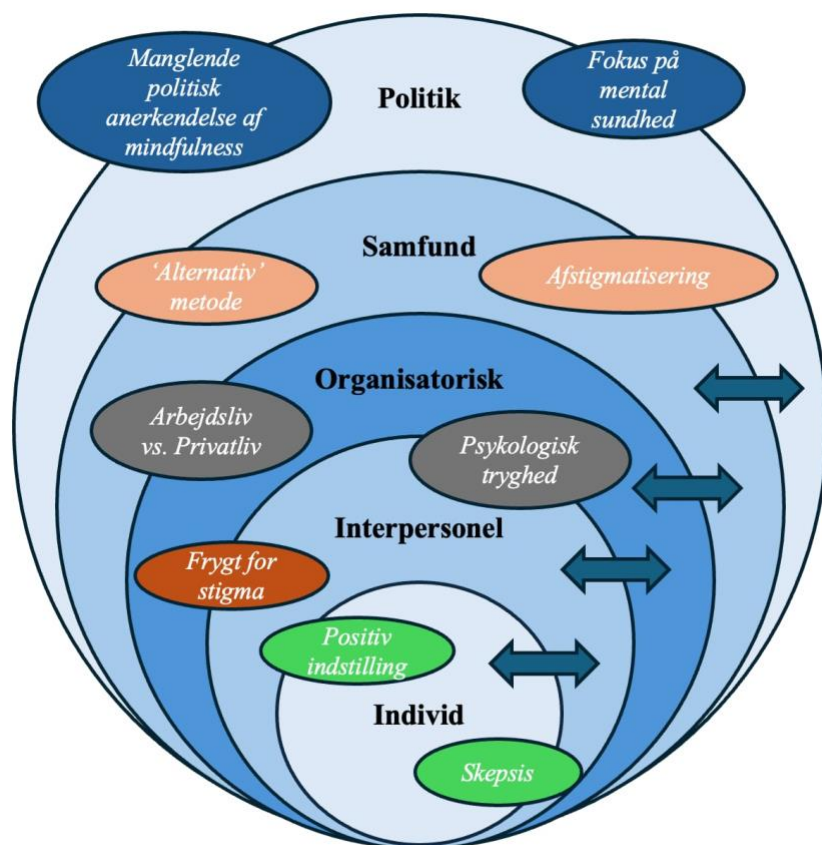 Manglende
politisk
anerkendelse af
mindfulness
Politik
Fokus på
mental
sundhed
Samfund
‘Alternativ’
metode
Afstigmatisering
Organisatorisk
Arbejdsliv
vs. Privatliv
Psykologisk
tryghed
Interpersonel
Frygt for
stigma
Positiv
indstilling
Individ
Skepsis